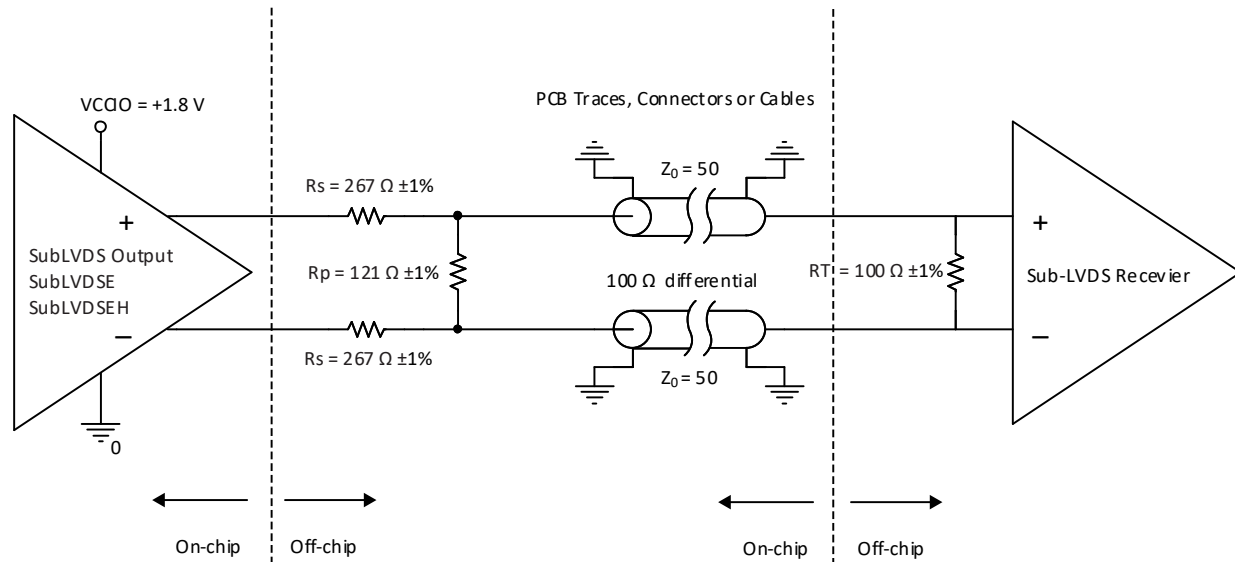 VCCIO = +1.8 V
PCB Traces, Connectors or Cables
Z0 = 50
Rs = 267 Ω ±1%
+
+
SubLVDS Output
SubLVDSE
SubLVDSEH
Rp = 121 Ω ±1%
100 Ω differential
RT = 100 Ω ±1%
Sub-LVDS Recevier
−
−
Rs = 267 Ω ±1%
Z0 = 50
0
On-chip
Off-chip
On-chip
Off-chip